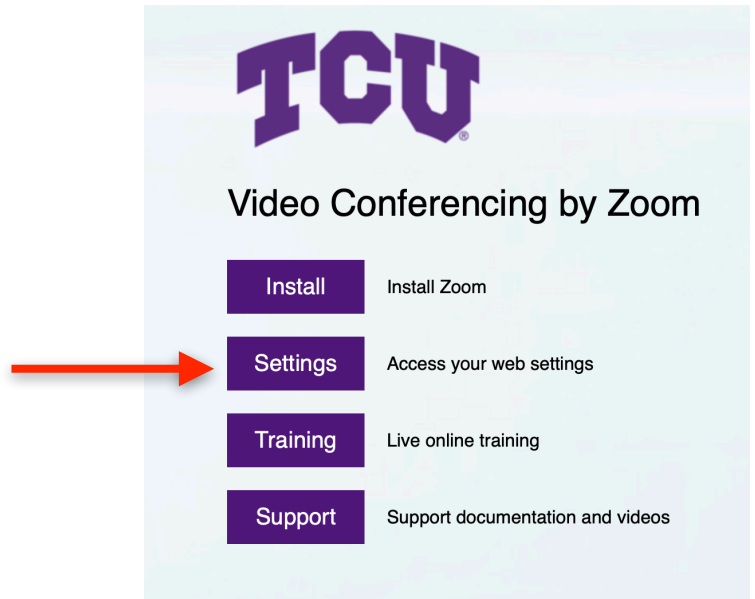 TCU®
Video Conferencing by Zoom
Install Install Zoom
Settings Access your web settings
Training Live online training
Support Support documentation and videos